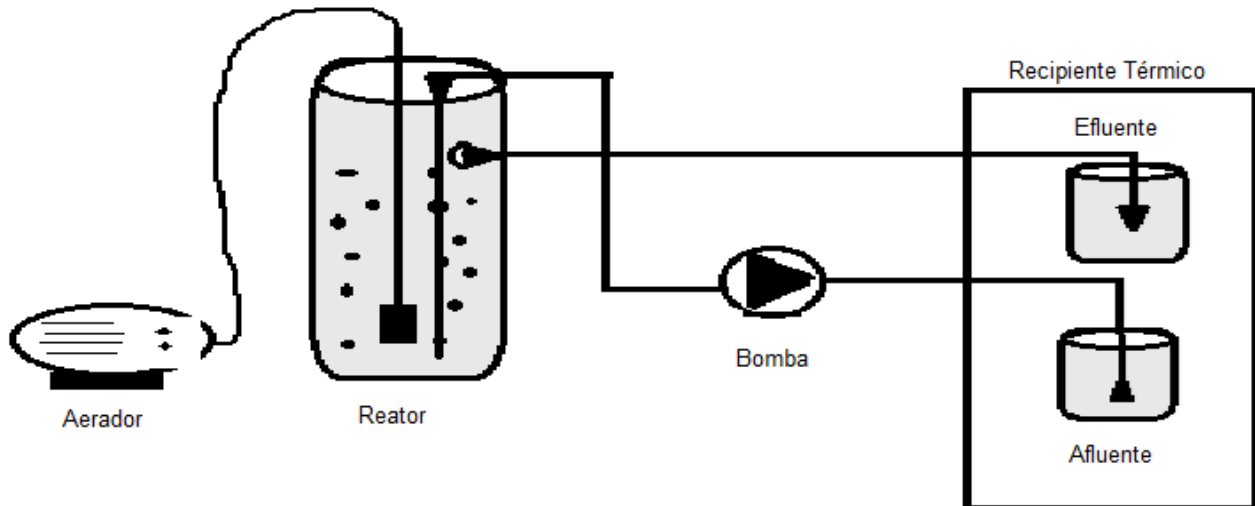 Recipiente Térmico
Efluente
Bomba
Aerador
Reator
Afluente